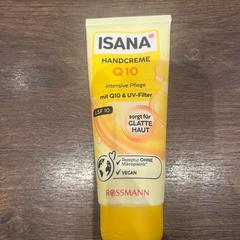 ISANA
HANDCREME
Q10
intensive Pflege
mit Q10 & UV-Filter
LSF 10
sorgt für
GLATTE
HAUT
Rezeptur OHNE
Mikroplastik*
VEGAN
ROSSMANN